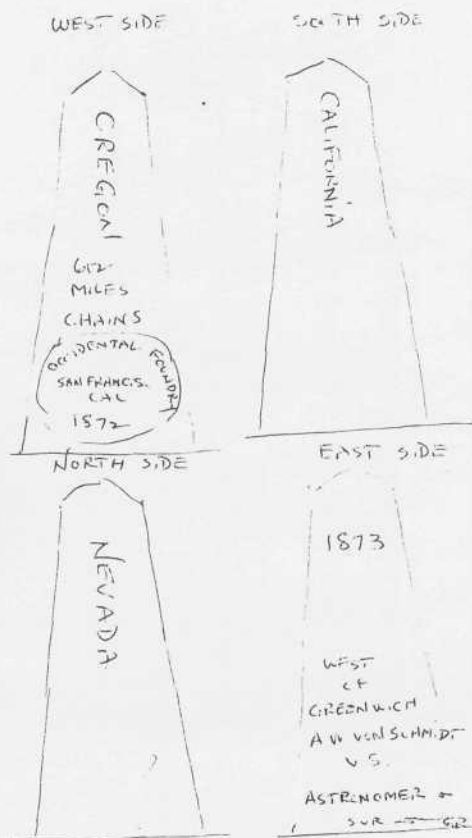 WEST SIDE
OREGON
612
MILES
CHAINS
OCCIDENTAL FOUNDRY
SAN FRANCIS.
CAL
1872
SOUTH SIDE
CALIFORNIA
NORTH SIDE
NEVADA
EAST SIDE
1873
WEST
OF
GREENWICH
A W VON SCHMIDT
U.S.
ASTRONOMER &